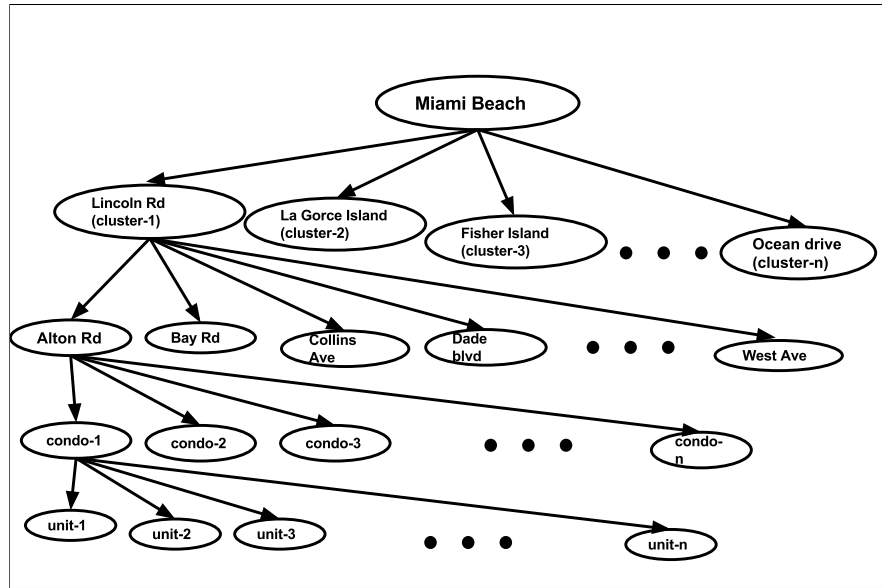 Miami Beach
Lincoln Rd
(cluster-1)
La Gorce Island
(cluster-2)
Fisher Island
(cluster-3)
Ocean drive
(cluster-n)
Alton Rd
Bay Rd
Collins
Ave
Dade
blvd
West Ave
condo-1
condo-2
condo-3
condo-
n
unit-1
unit-2
unit-3
unit-n